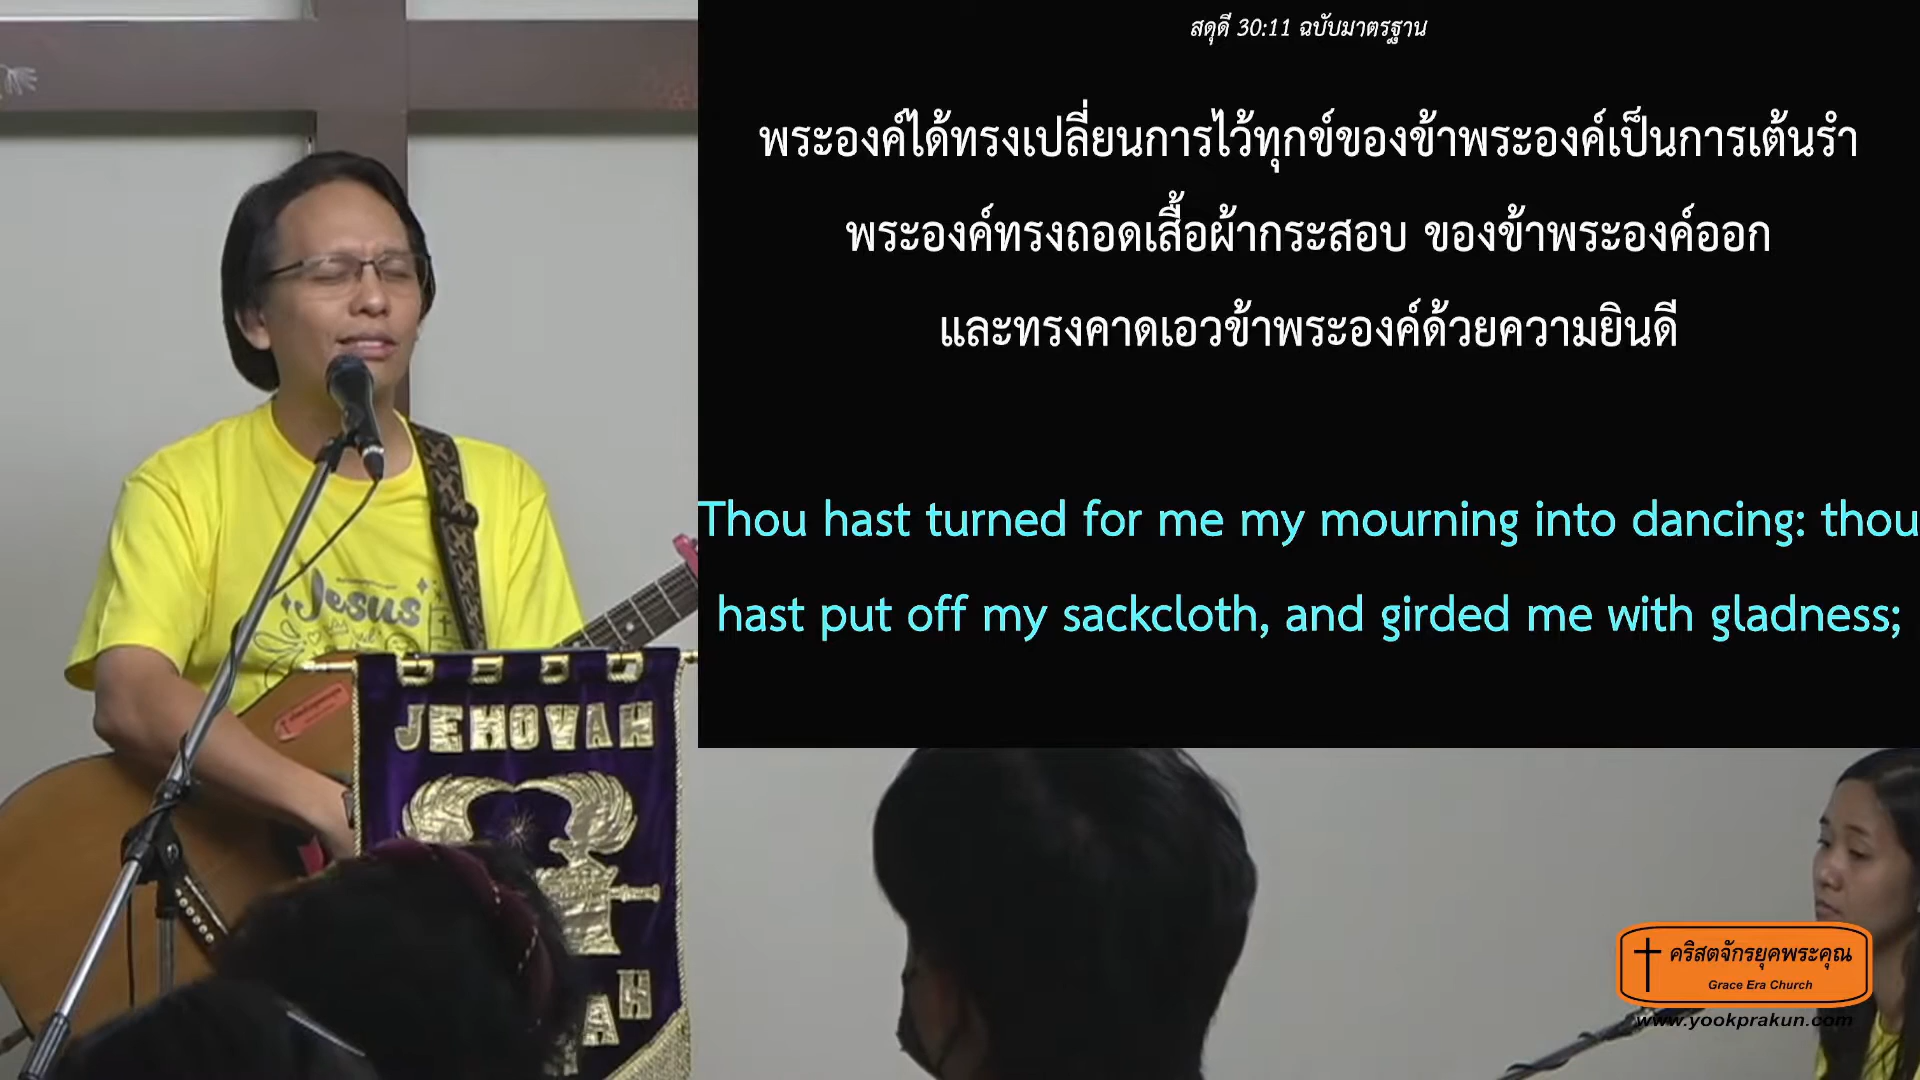 สดุดี 30:11 ฉบับมาตรฐาน
พระองค์ได้ทรงเปลี่ยนการไว้ทุกข์ของข้าพระองค์เป็นการเต้นรำ
พระองค์ทรงถอดเสื้อผ้ากระสอบ ของข้าพระองค์ออก
และทรงคาดเอวข้าพระองค์ด้วยความยินดี
Thou hast turned for me my mourning into dancing: thou
hast put off my sackcloth, and girded me with gladness;
Jesus
JEHOVAH
AH
คริสตจักรยุคพระคุณ
Grace Era Church
www.yookprakun.com